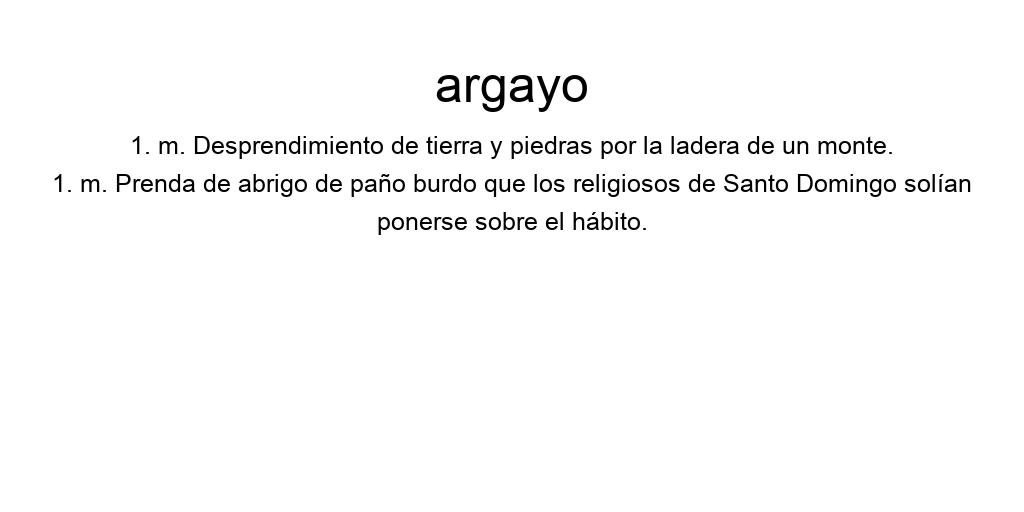 argayo
1. m. Desprendimiento de tierra y piedras por la ladera de un monte.
1. m. Prenda de abrigo de paño burdo que los religiosos de Santo Domingo solían
ponerse sobre el hábito.